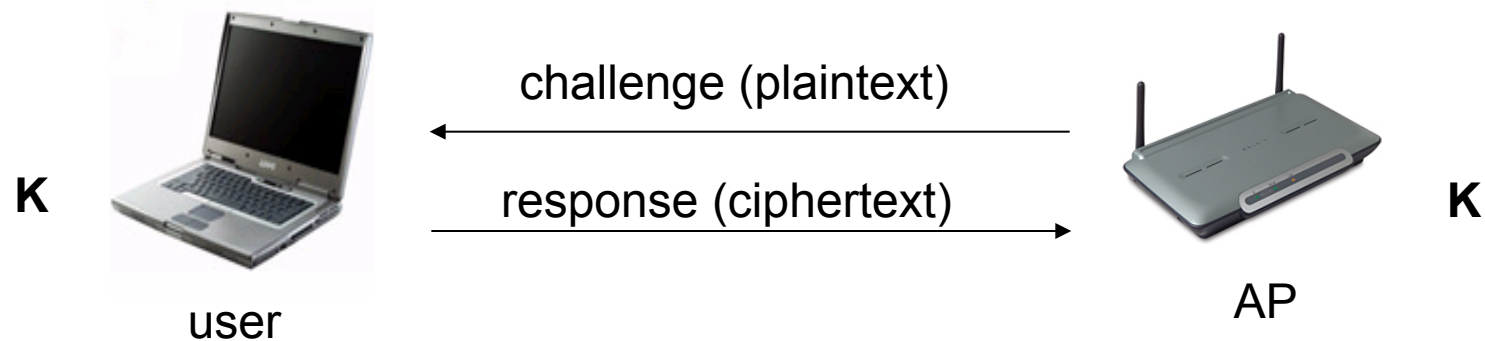 challenge (plaintext)
K
response (ciphertext)
K
user
AP